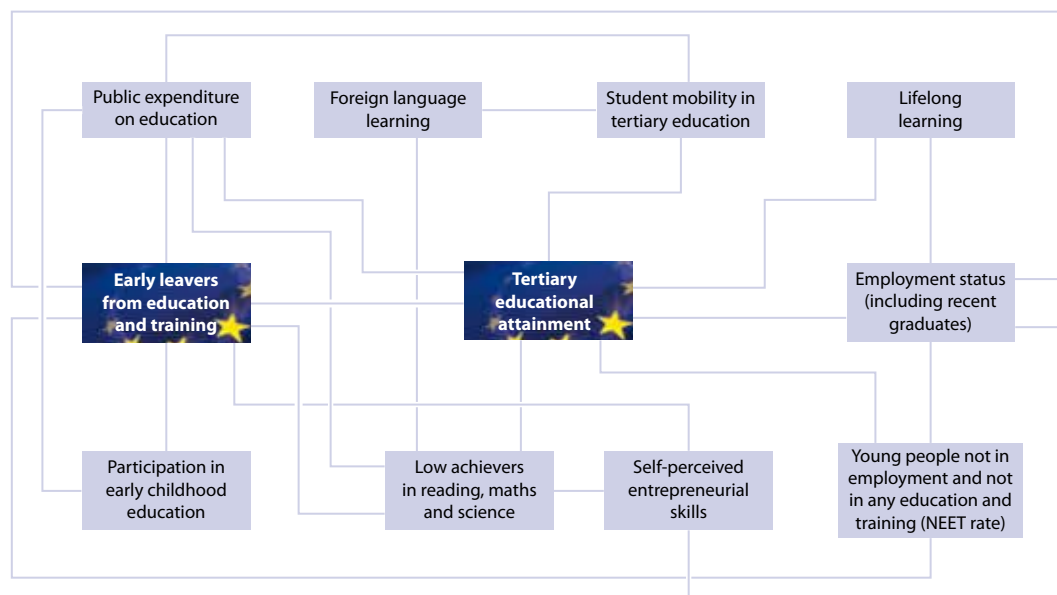 Public expenditure
on education
Foreign language
learning
Student mobility in
tertiary education
Lifelong
learning
Early leavers
from education
and training
Tertiary
educational
attainment
Employment status
(including recent
graduates)
Participation in
early childhood
education
Low achievers
in reading, maths
and science
Self-perceived
entrepreneurial
skills
Young people not in
employment and not
in any education and
training (NEET rate)